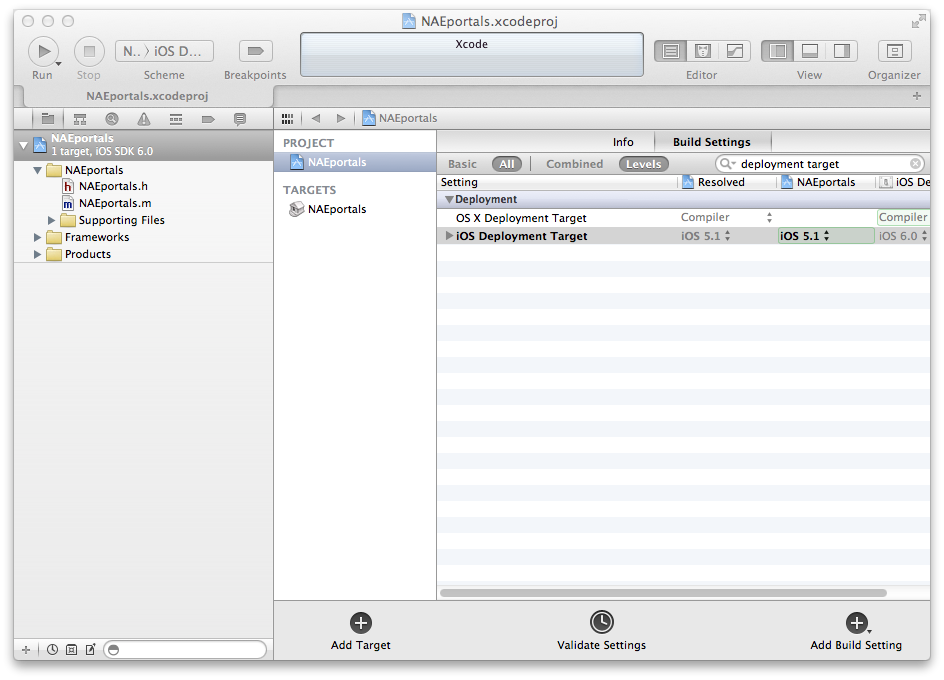 NAEportals.xcodeproj
Run
Stop
N.. 〉 iOS D...
Scheme
Breakpoints
Xcode
Editor
View
Organizer
NAEportals.xcodeproj
NAEportals
1 target, iOS SDK 6.0
NAEportals
h NAEportals.h
m NAEportals.m
Supporting Files
Frameworks
Products
NAEportals
PROJECT
NAEportals
TARGETS
NAEportals
Info
Build Settings
Basic All Combined Levels
deployment target
Setting Resolved NAEportals iOS De
Deployment
OS X Deployment Target Compiler Compiler
iOS Deployment Target iOS 5.1 iOS 5.1 iOS 6.0
Add Target
Validate Settings
Add Build Setting